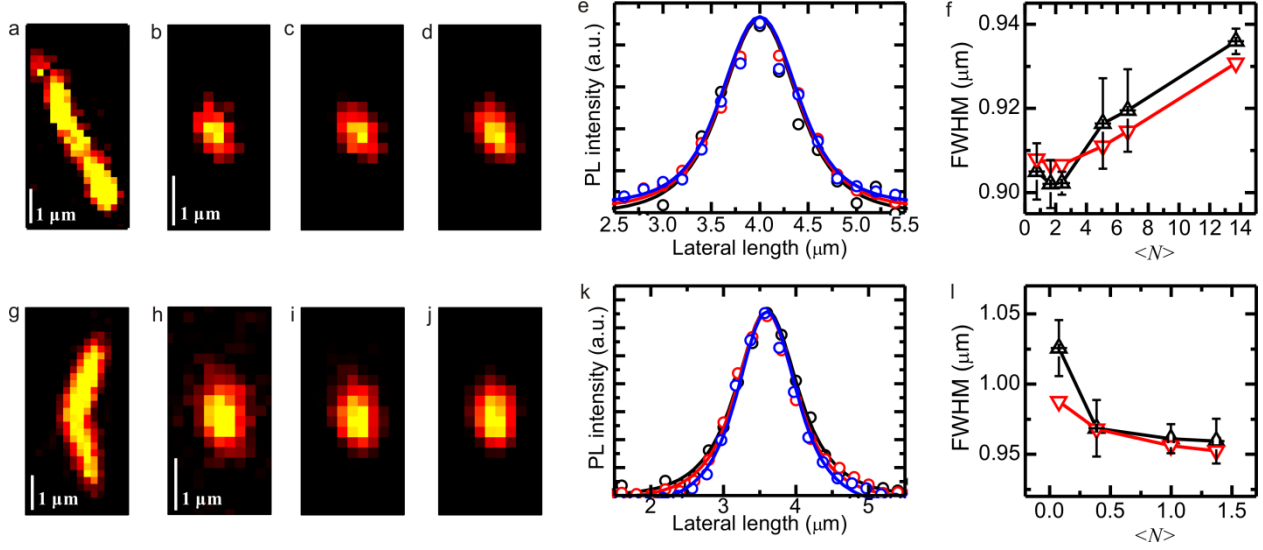 a
b
c
d
e
f
1 µm
1 µm
PL intensity (a.u.)
2.5 3.0 3.5 4.0 4.5 5.0 5.5
Lateral length (µm)
FWHM (µm)
0.94
0.92
0.90
0 2 4 6 8 10 12 14
<N>
g
h
i
j
k
l
1 µm
1 µm
PL intensity (a.u.)
2 3 4 5
Lateral length (µm)
FWHM (µm)
1.05
1.00
0.95
0.0 0.5 1.0 1.5
<N>